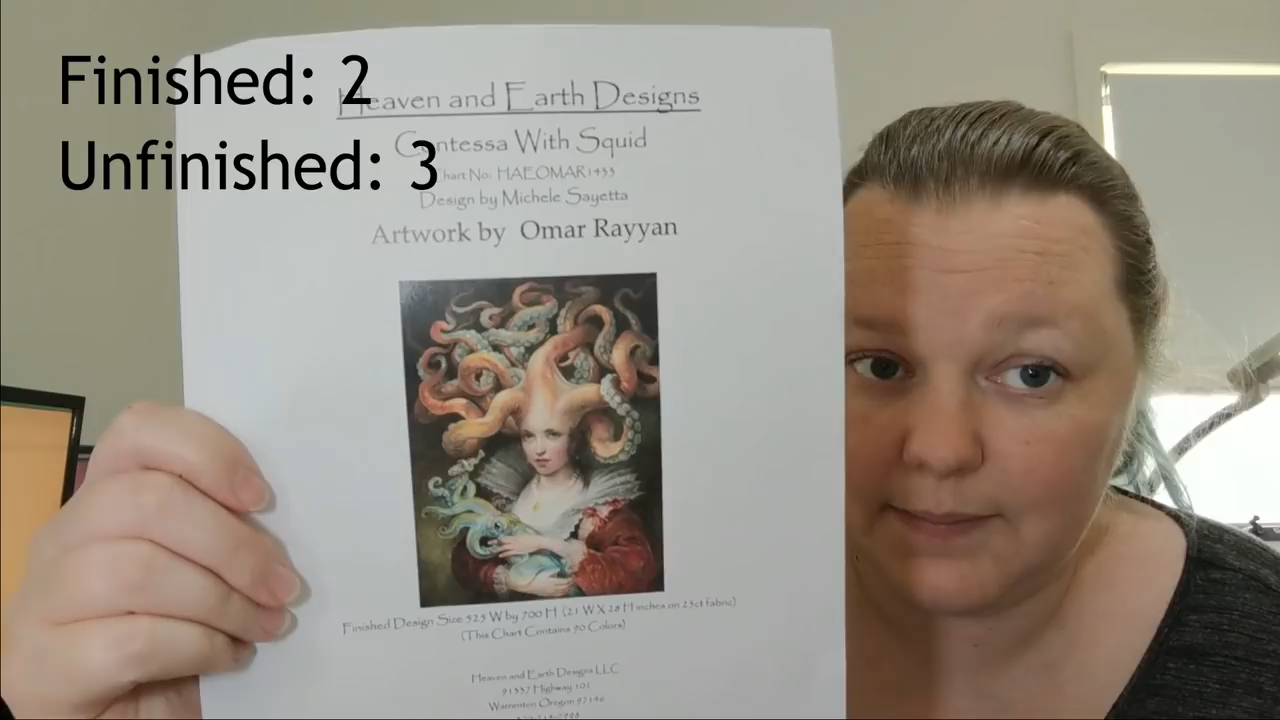 Finished: 2
Unfinished: 3
Heaven and Earth Designs
Contessa With Squid
Chart No: HAEOMAR1433
Design by Michele Sayetta
Artwork by Omar Rayyan
Finished Design Size 525 W by 700 H (21 W X 28 H inches on 25ct fabric)
(This Chart Contains 90 Colors)
Heaven and Earth Designs LLC
91337 Highway 101
Warrenton Oregon 97146